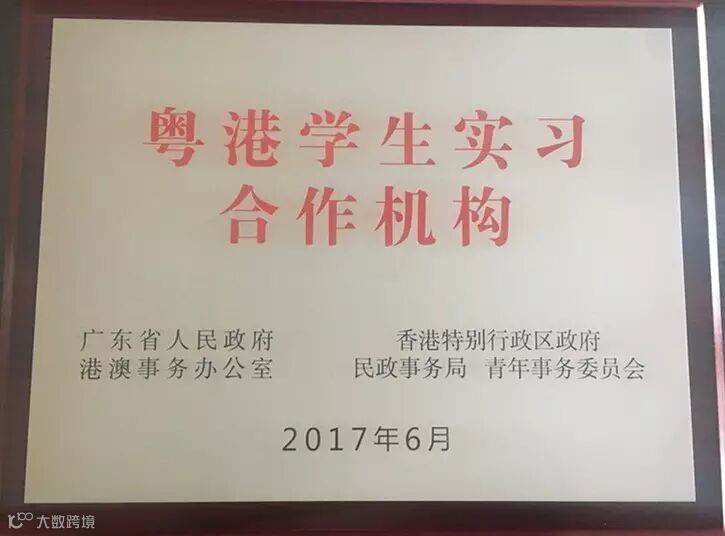 粤港学生实习
合作机构
广东省人民政府
港澳事务办公室
香港特别行政区政府
民政事务局 青年事务委员会
2017年6月
大数跨境